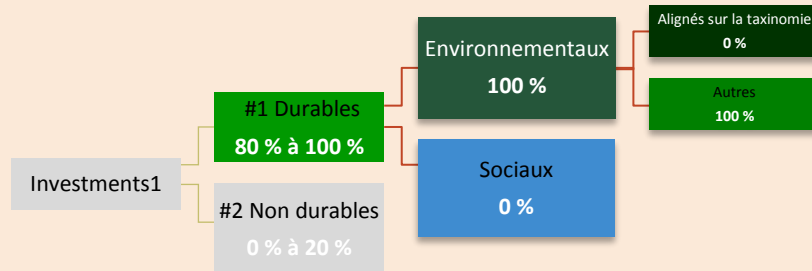 Investments1
#1 Durables
80 % à 100 %
#2 Non durables
0 % à 20 %
Environnementaux
100 %
Sociaux
0 %
Alignés sur la taxinomie
0 %
Autres
100 %